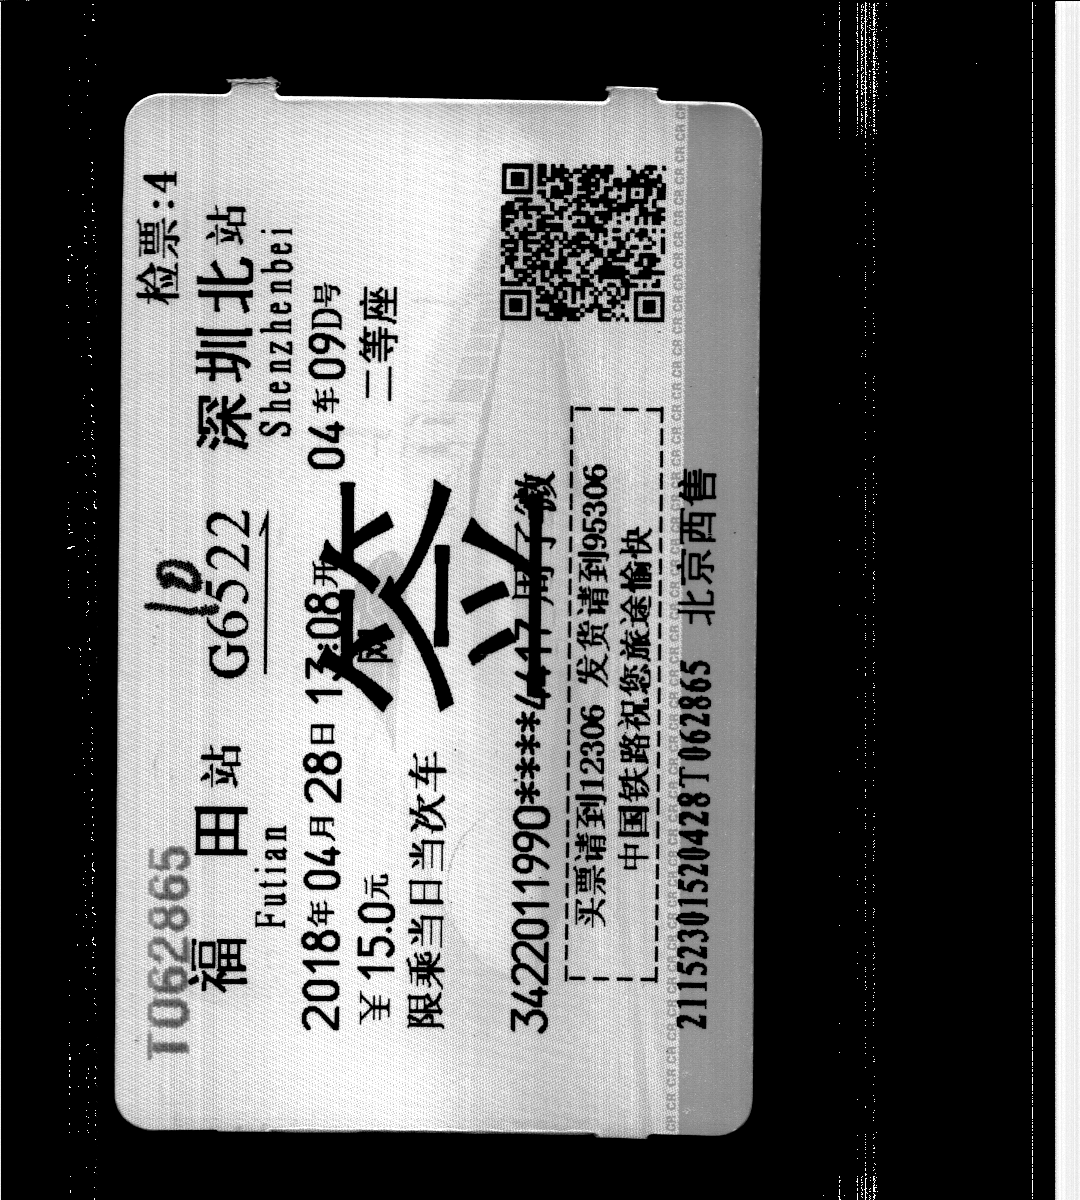 T062865
检票:4
10
福田站 G6522 深圳北站
Futian Shenzhenbei
2018年04月28日 13:08开 04车09D号
¥15.0元 网 二等座
限乘当日当次车
签
3422011990****4417
买票请到12306 发货请到95306
中国铁路祝您旅途愉快
21152301520428T062865 北京西售